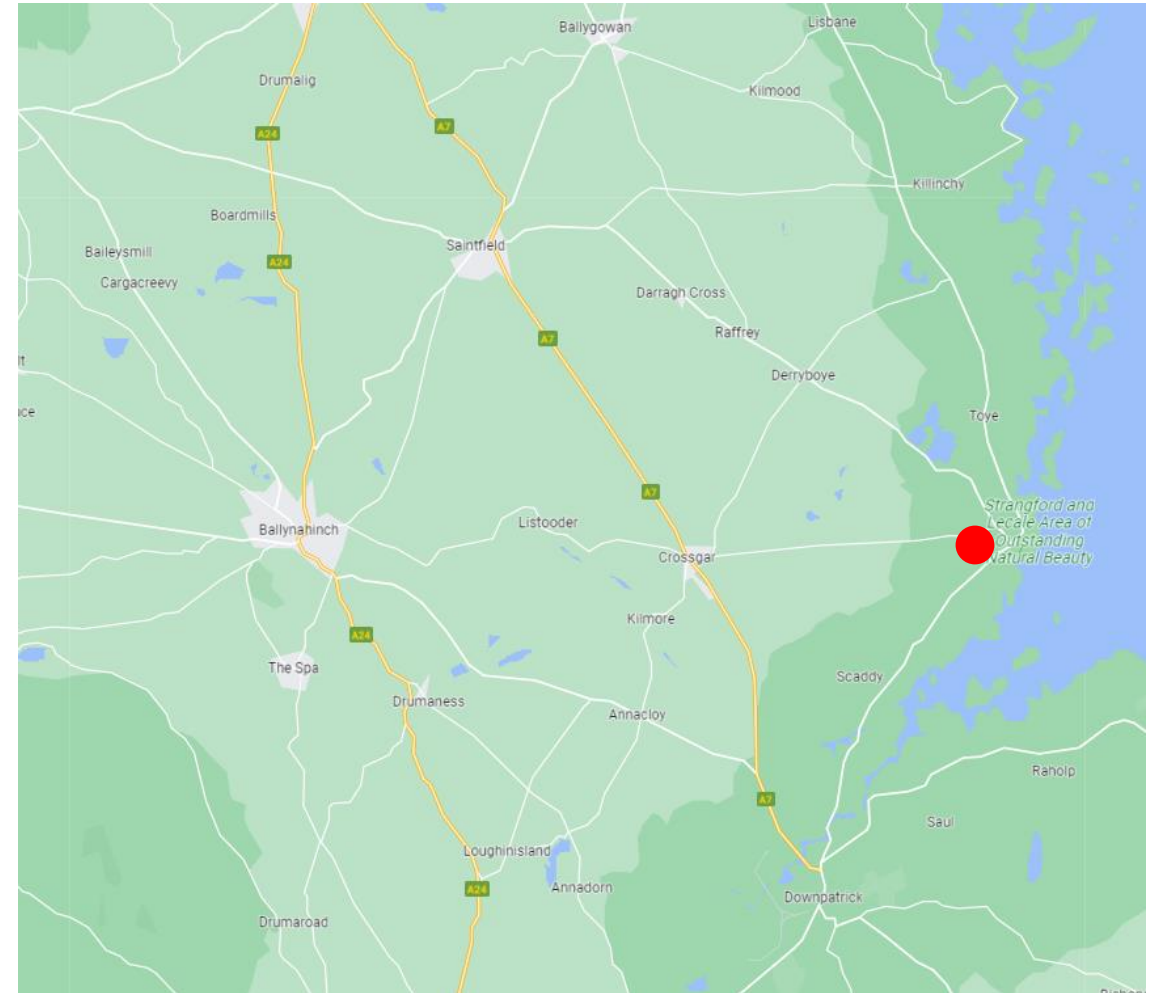 Ballygowan
Lisbane
Drumalig
Kilmood
A24
A7
Killinchy
Boardmills
Saintfield
Baileysmill
A24
Cargacreevy
Darragh Cross
Raffrey
A7
lt
Derryboye
ce
Toye
A7
Strangford and
Lecale Area of
Outstanding
Natural Beauty
Listooder
Ballynahinch
Crossgar
Kilmore
A24
The Spa
Scaddy
Drumaness
Annacloy
Raholp
A7
Saul
Loughinisland
A24
Annadorn
Downpatrick
Drumaroad